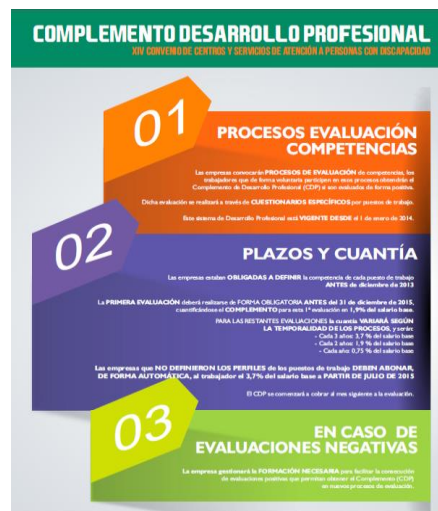 COMPLEMENTO DESARROLLO PROFESIONAL
XIV CONVENIO DE CENTROS Y SERVICIOS DE ATENCIÓN A PERSONAS CON DISCAPACIDAD
01
PROCESOS EVALUACIÓN
COMPETENCIAS
Las empresas convocarán PROCESOS DE EVALUACIÓN de competencias, los
trabajadores que de forma voluntaria participen en estos procesos obtendrán el
Complemento de Desarrollo Profesional (CDP) si son evaluados de forma positiva.
Dicha evaluación se realizará a través de CUESTIONARIOS ESPECÍFICOS por puestos de trabajo.
Este sistema de Desarrollo Profesional está VIGENTE DESDE el 1 de enero de 2014.
02
PLAZOS Y CUANTÍA
Las empresas estaban OBLIGADAS A DEFINIR la competencia de cada puesto de trabajo
ANTES de diciembre de 2013
La PRIMERA EVALUACIÓN deberá realizarse de FORMA OBLIGATORIA ANTES del 31 de diciembre de 2015,
cuantificándose el COMPLEMENTO para esta 1ª evaluación en 1,9% del salario base.
PARA LAS RESTANTES EVALUACIONES la cuantía VARIARÁ SEGÚN
LA TEMPORALIDAD DE LOS PROCESOS, y serán:
- Cada 3 años: 3,7 % del salario base
- Cada 2 años: 1,9 % del salario base
- Cada año: 0,75 % del salario base
Las empresas que NO DEFINIERON LOS PERFILES de los puestos de trabajo DEBEN ABONAR,
DE FORMA AUTOMÁTICA, al trabajador el 3,7% del salario base a PARTIR DE JULIO DE 2015
El CDP se comentará a cobrar al mes siguiente a la evaluación.
03
EN CASO DE
EVALUACIONES NEGATIVAS
La empresa gestionará la FORMACIÓN NECESARIA para facilitar la consecución
de evaluaciones positivas que permitan obtener el Complemento (CDP)
en nuevos procesos de evaluación.